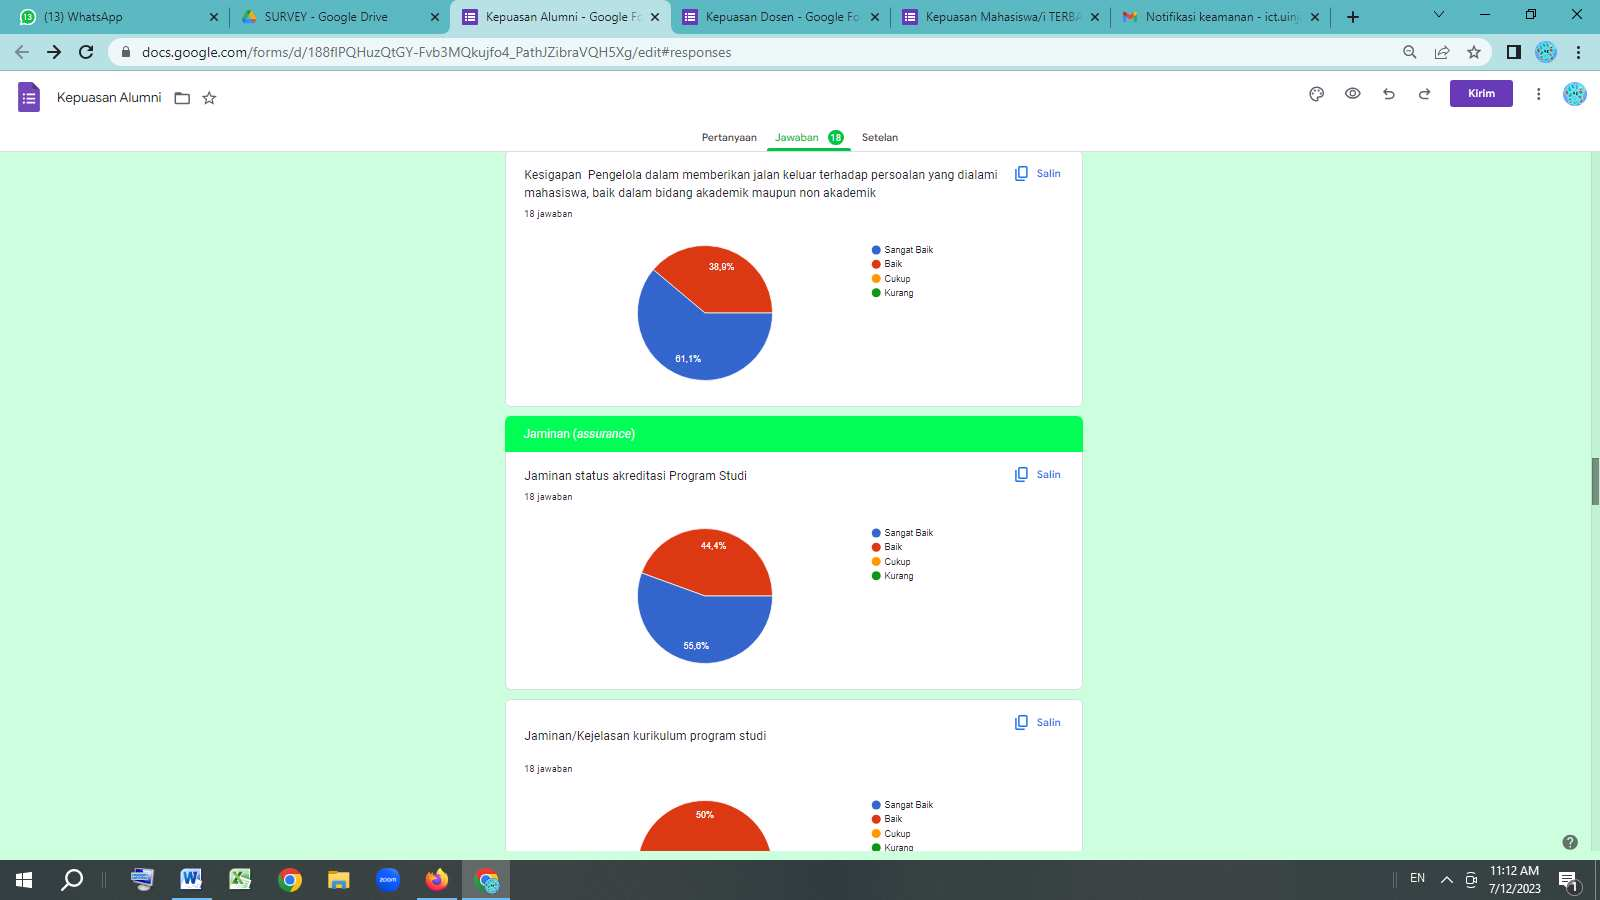 (13) WhatsApp
SURVEY - Google Drive
Kepuasan Alumni - Google Fo
Kepuasan Dosen - Google Fo
Kepuasan Mahasiswa/i TERBA
Notifikasi keamanan - ict.uinj
docs.google.com/forms/d/188flPQHuzQtGY-Fvb3MQkujfo4_PathJZibraVQH5Xg/edit#responses
Kepuasan Alumni
Kirim
Pertanyaan
Jawaban 18
Setelan
Kesigapan Pengelola dalam memberikan jalan keluar terhadap persoalan yang dialami
mahasiswa, baik dalam bidang akademik maupun non akademik
Salin
18 jawaban
38,9%
61,1%
Sangat Baik
Baik
Cukup
Kurang
Jaminan (assurance)
Jaminan status akreditasi Program Studi
Salin
18 jawaban
44,4%
55,6%
Sangat Baik
Baik
Cukup
Kurang
Salin
Jaminan/Kejelasan kurikulum program studi
18 jawaban
50%
Sangat Baik
Baik
Cukup
Kurang
zoom
EN
11:12 AM
7/12/2023
1